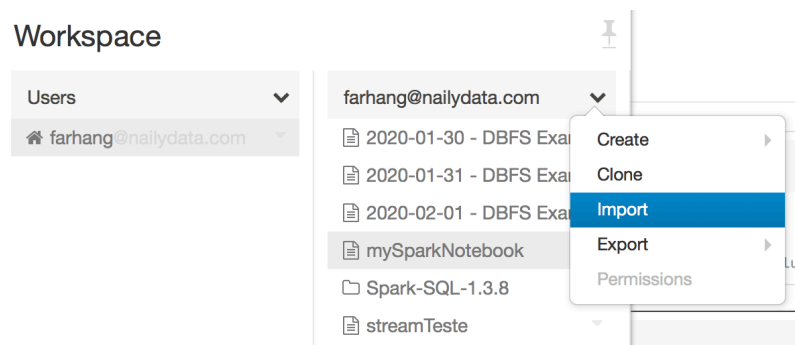 Workspace
Users
farhang@nailydata.com
farhang@nailydata.com
2020-01-30 - DBFS Exa
2020-01-31 - DBFS Exa
2020-02-01 - DBFS Exa
mySparkNotebook
Spark-SQL-1.3.8
streamTeste
Create
Clone
Import
Export
Permissions